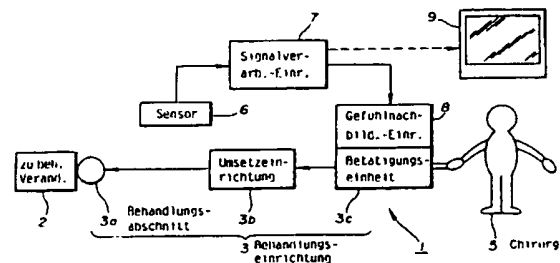 7
9
Signalver-
arb.-Einr.
Sensor
6
8
Gefühlnach-
bild.-Einr.
Betätigungs-
einheit
Umsetzein-
richtung
zu beh.
Veränd.
2
3a
3b
3c
1
5 Chirurg
Behandlungs-
abschnitt
3 Behandlungs-
einrichtung